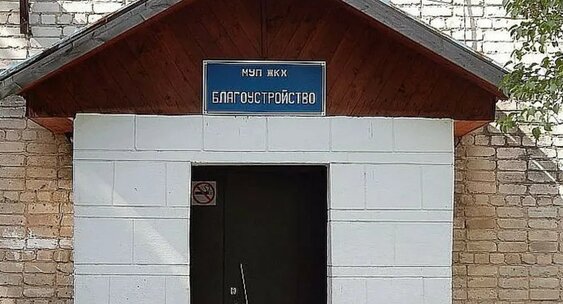 МУП ЖКХ
БЛАГОУСТРОЙСТВО